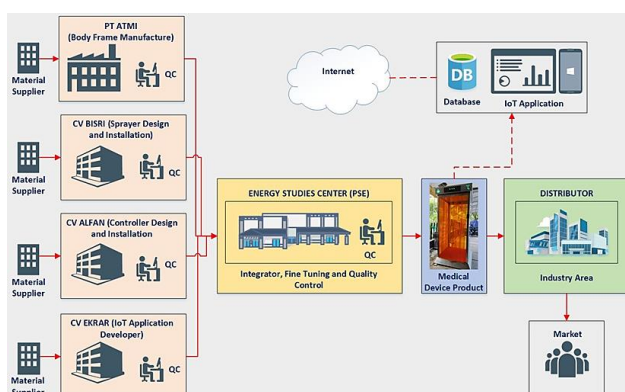 PT ATMI
(Body Frame Manufacture)
QC
Material
Supplier
CV BISRI (Sprayer Design
and Installation)
QC
Material
Supplier
CV ALFAN (Controller Design
and Installation
QC
Material
Supplier
CV EKRAR (IoT Application
Developer)
QC
Material
Supplier
ENERGY STUDIES CENTER (PSE)
QC
Integrator, Fine Tuning and Quality
Control
Internet
DB
Database
IoT Application
Medical
Device Product
DISTRIBUTOR
Industry Area
Market